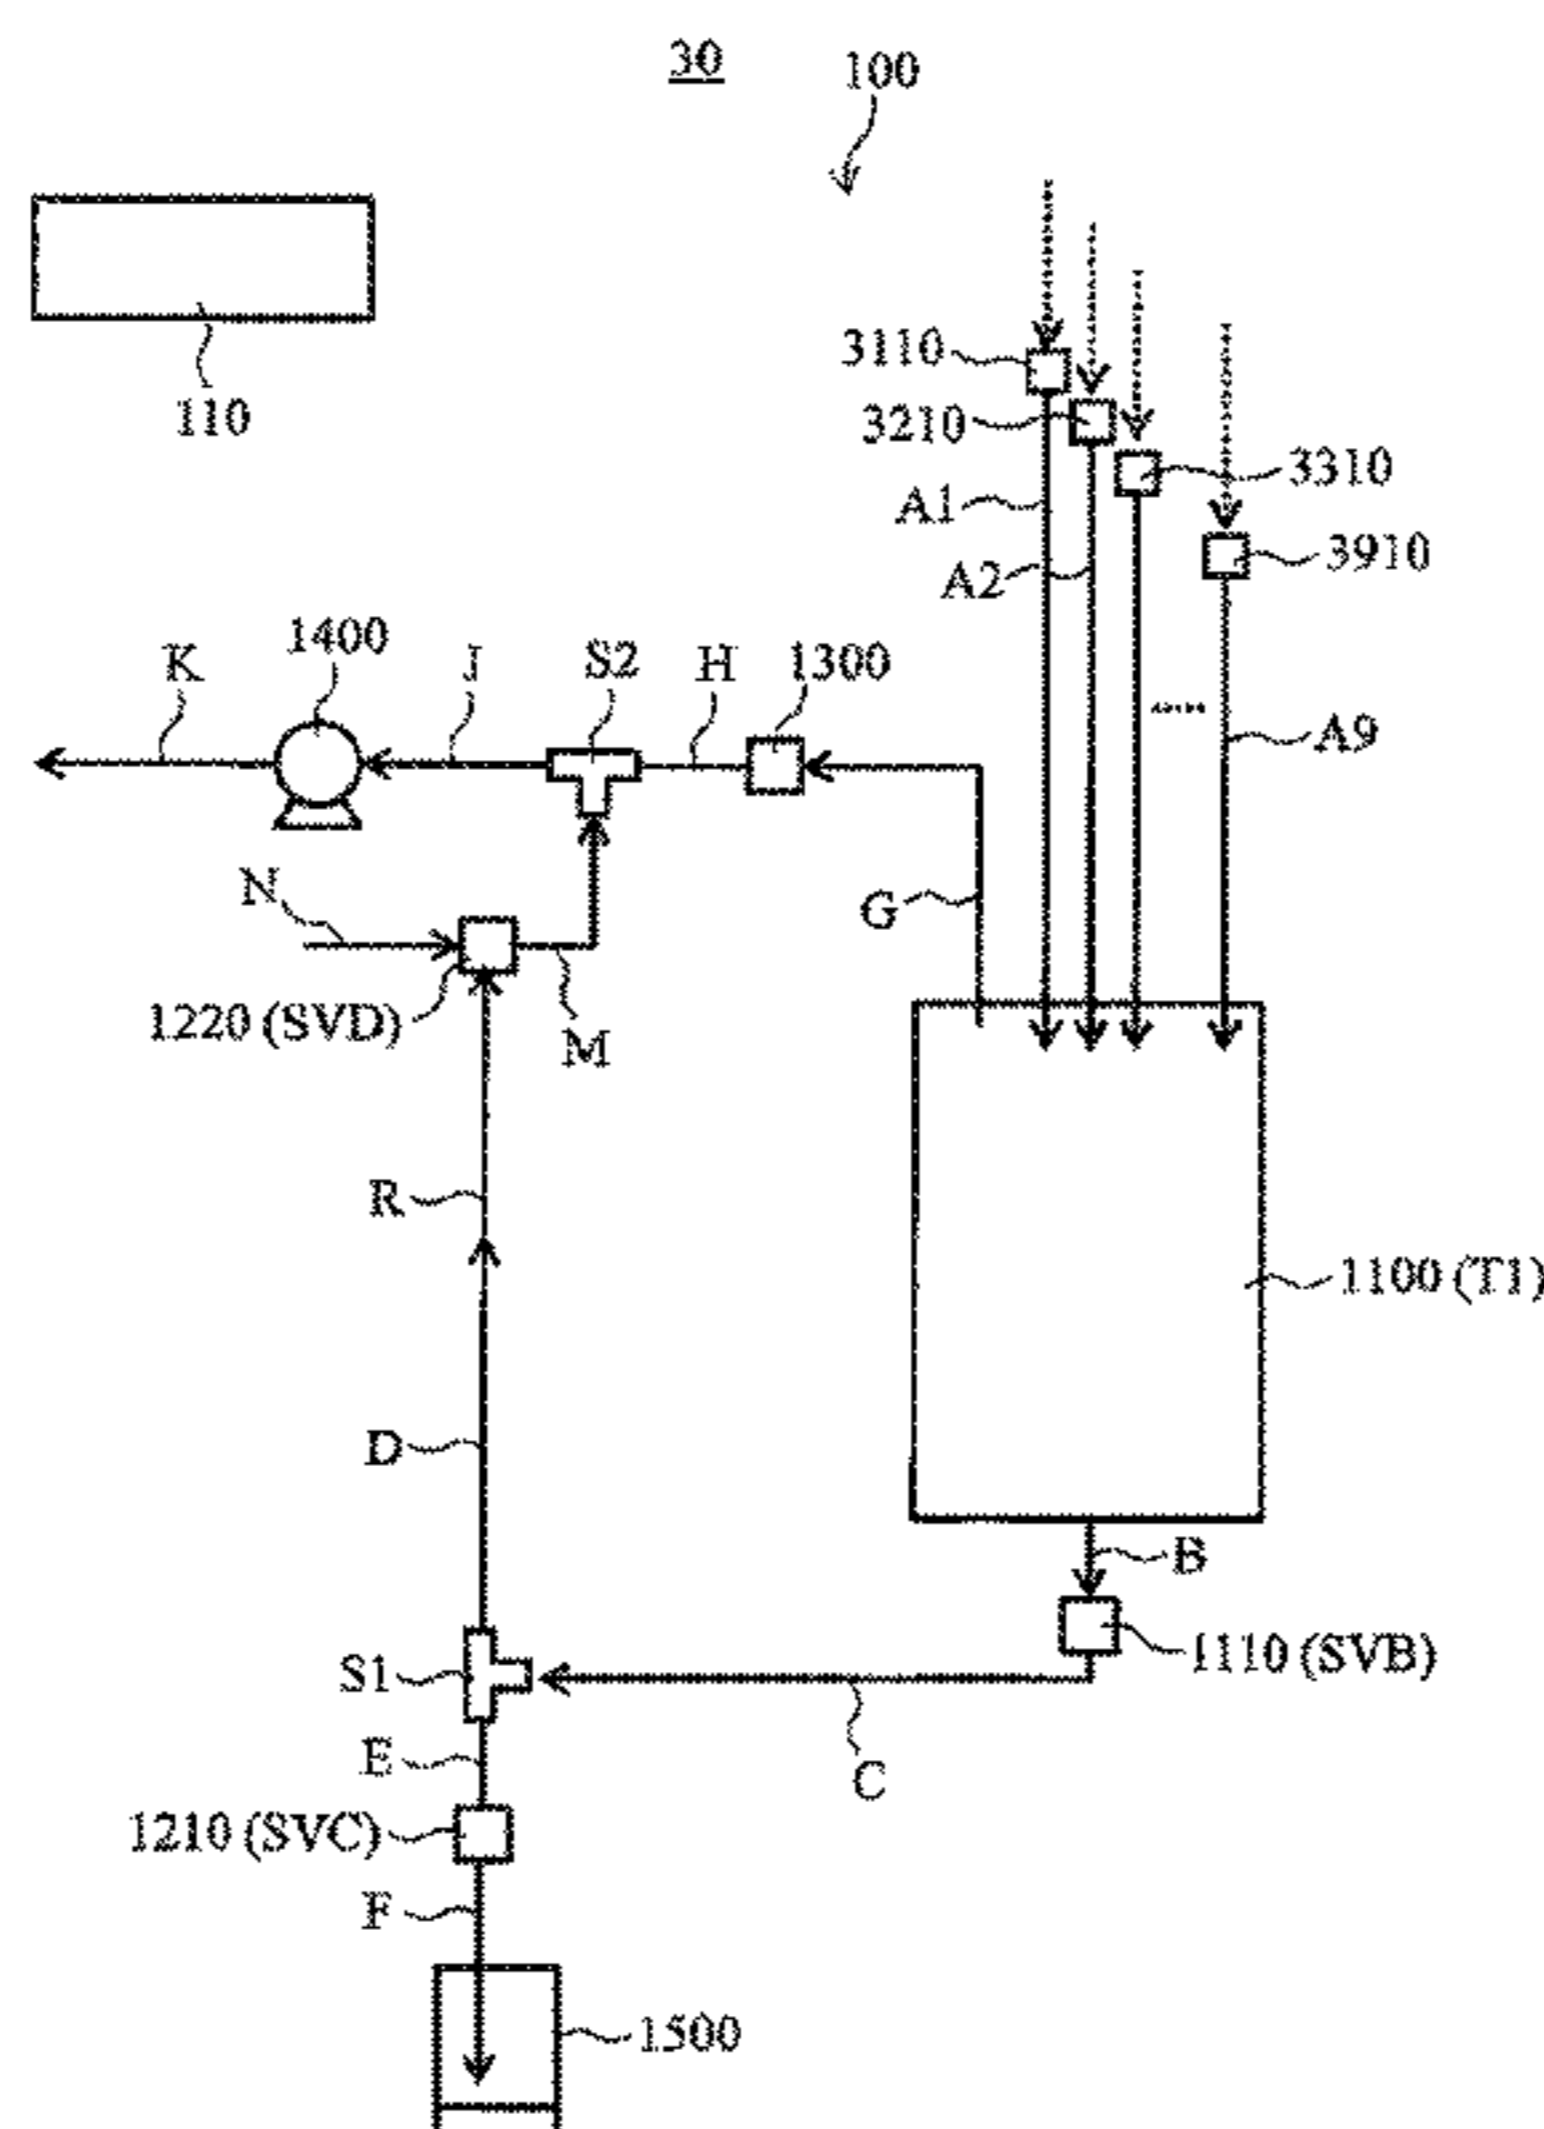 30
100
110
3110
3210
3310
A1
3910
A2
K
1400
J
S2
H
1300
.....
A9
N
G
1220 (SVD)
M
R
1100 (T1)
D
B
S1
1110 (SVB)
E
C
1210 (SVC)
F
1500